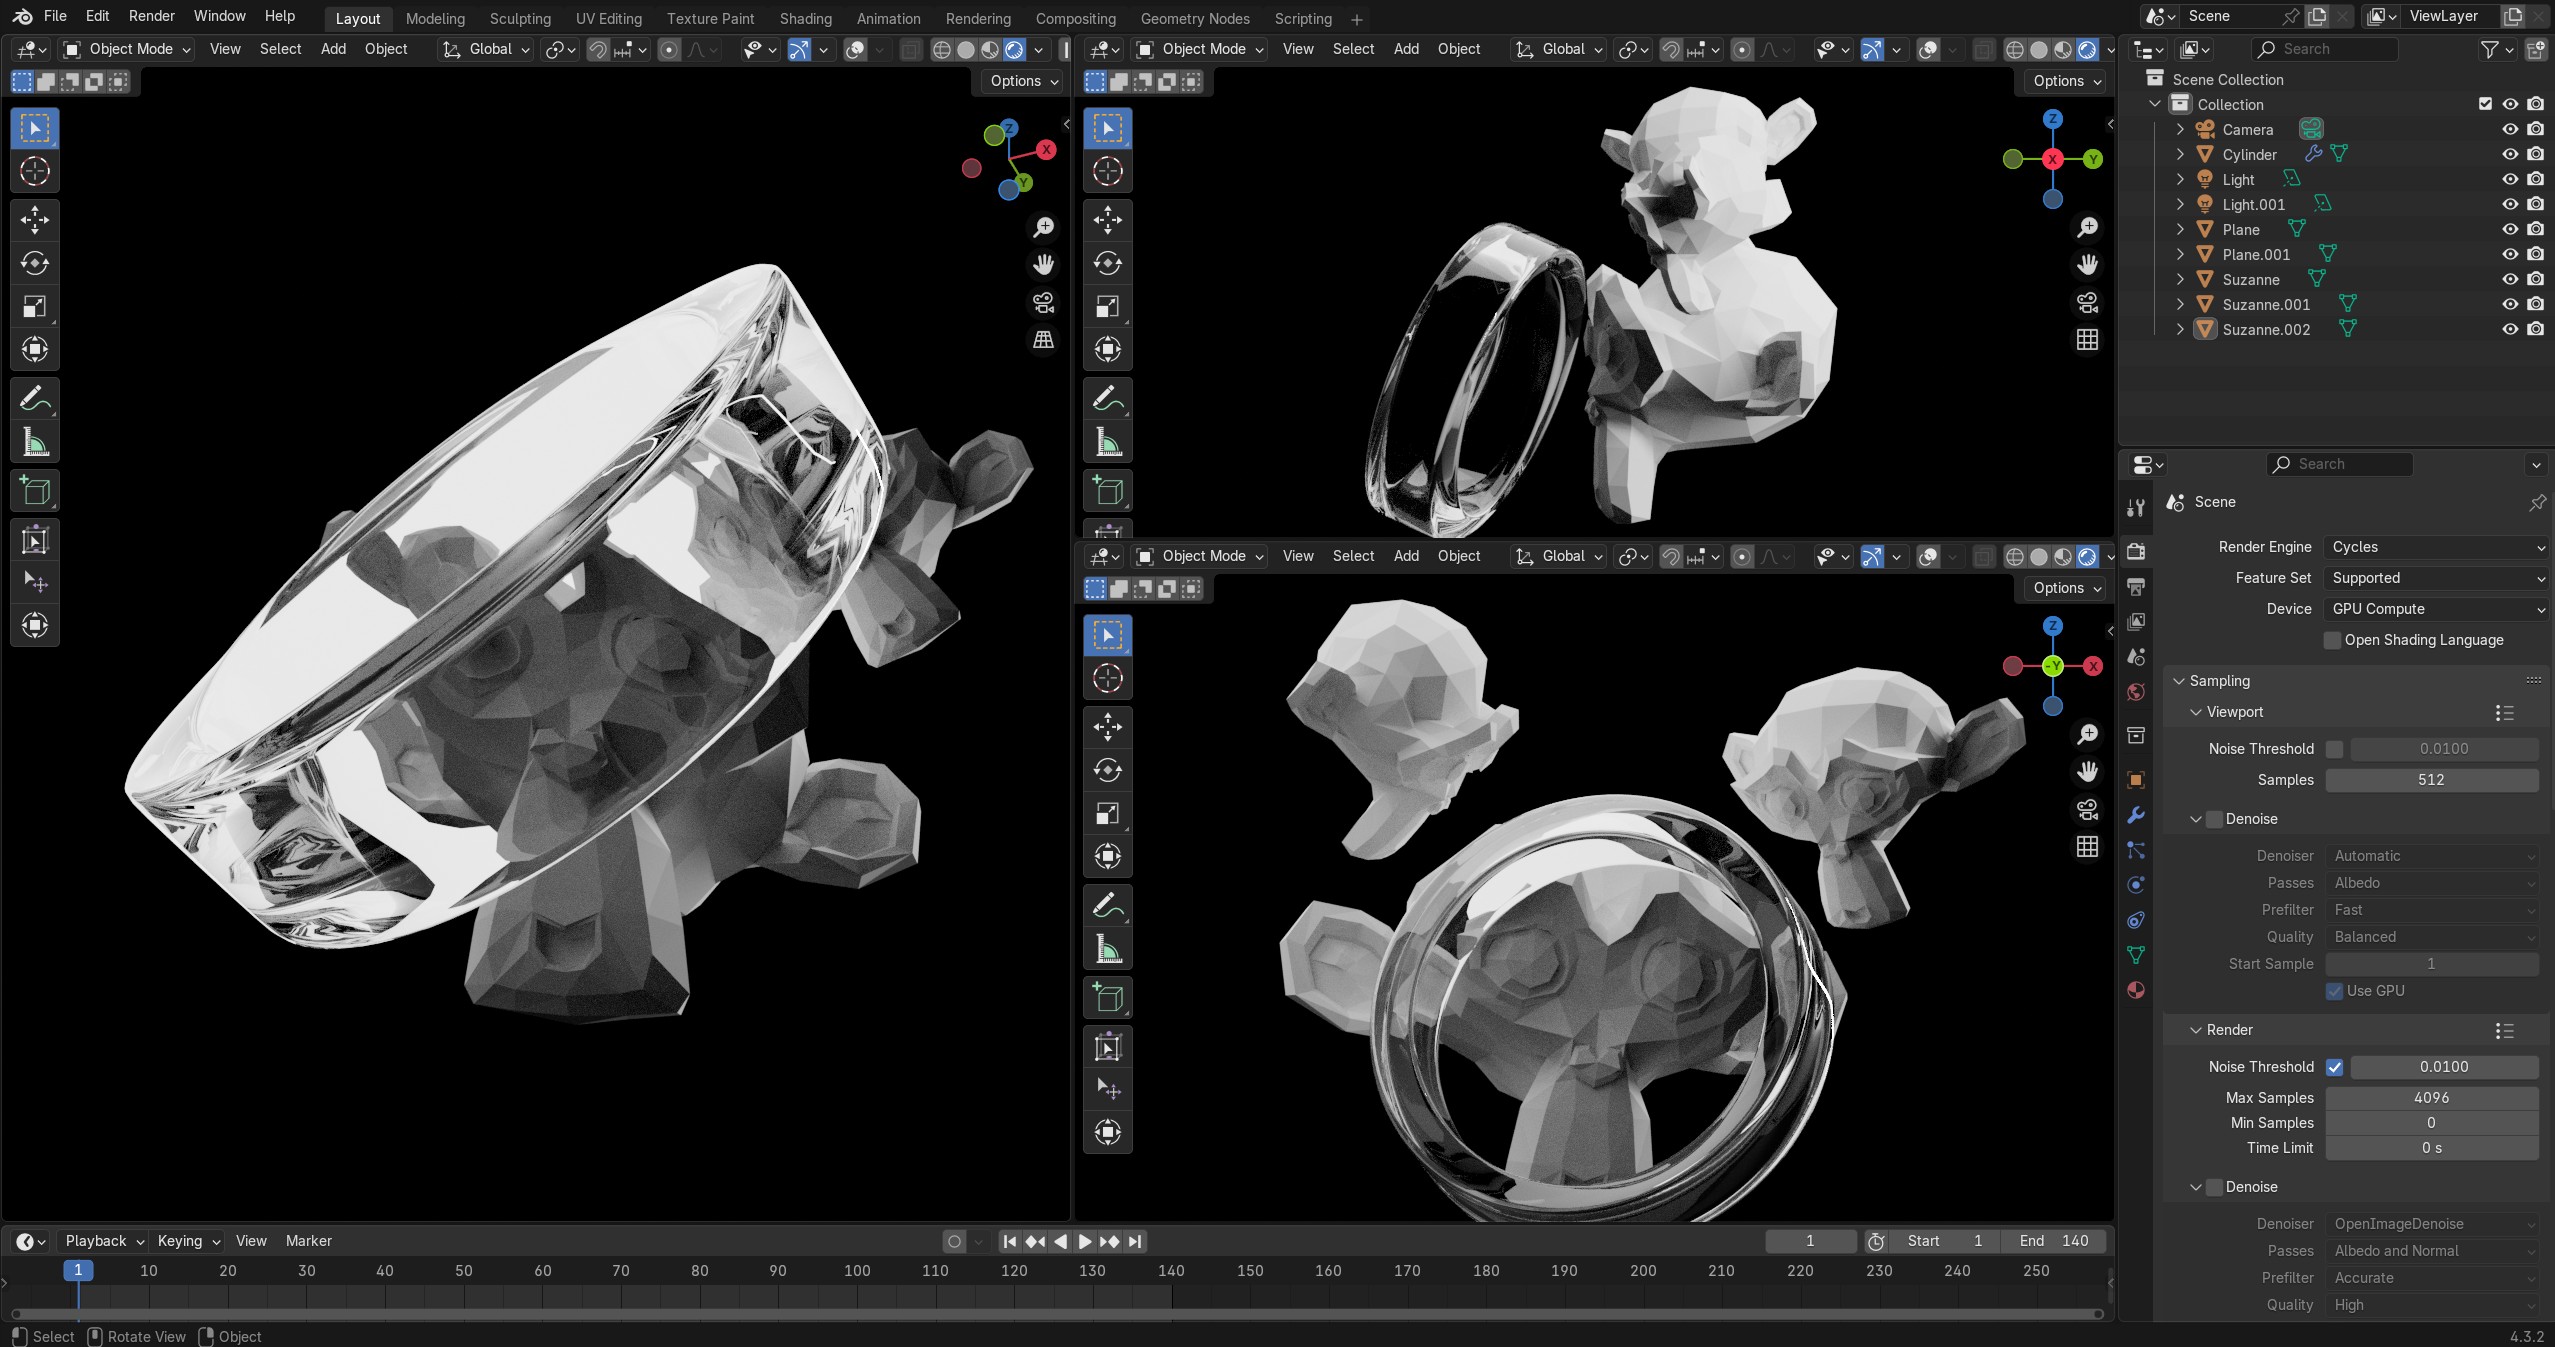 File Edit Render Window Help Layout Modeling Sculpting UV Editing Texture Paint Shading Animation Rendering Compositing Geometry Nodes Scripting + Scene ViewLayer
Object Mode View Select Add Object Global
Options
Z X Y
Object Mode View Select Add Object Global
Options
Z X Y
Object Mode View Select Add Object Global
Options
Z -Y X
Playback Keying View Marker 1 Start 1 End 140
1 10 20 30 40 50 60 70 80 90 100 110 120 130 140 150 160 170 180 190 200 210 220 230 240 250
Select Rotate View Object
Search
Scene Collection
Collection
Camera
Cylinder
Light
Light.001
Plane
Plane.001
Suzanne
Suzanne.001
Suzanne.002
Search
Scene
Render Engine Cycles
Feature Set Supported
Device GPU Compute
Open Shading Language
Sampling
Viewport
Noise Threshold 0.0100
Samples 512
Denoise
Denoiser Automatic
Passes Albedo
Prefilter Fast
Quality Balanced
Start Sample 1
Use GPU
Render
Noise Threshold 0.0100
Max Samples 4096
Min Samples 0
Time Limit 0 s
Denoise
Denoiser OpenImageDenoise
Passes Albedo and Normal
Prefilter Accurate
Quality High
4.3.2